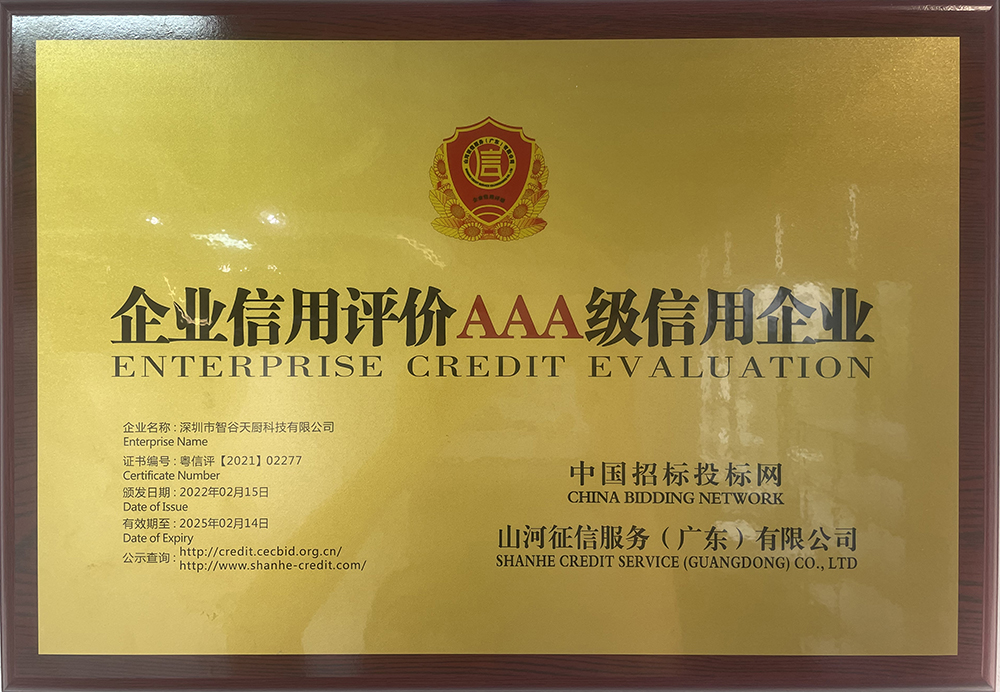 信
企业信用评价AAA级信用企业
ENTERPRISE CREDIT EVALUATION
企业名称：深圳市智谷天厨科技有限公司
Enterprise Name
证书编号：粤信评【2021】02277
Certificate Number
颁发日期：2022年02月15日
Date of Issue
有效期至：2025年02月14日
Date of Expiry
公示查询：http://credit.cecbid.org.cn/
http://www.shanhe-credit.com/
中国招标投标网
CHINA BIDDING NETWORK
山河征信服务（广东）有限公司
SHANHE CREDIT SERVICE (GUANGDONG) CO., LTD